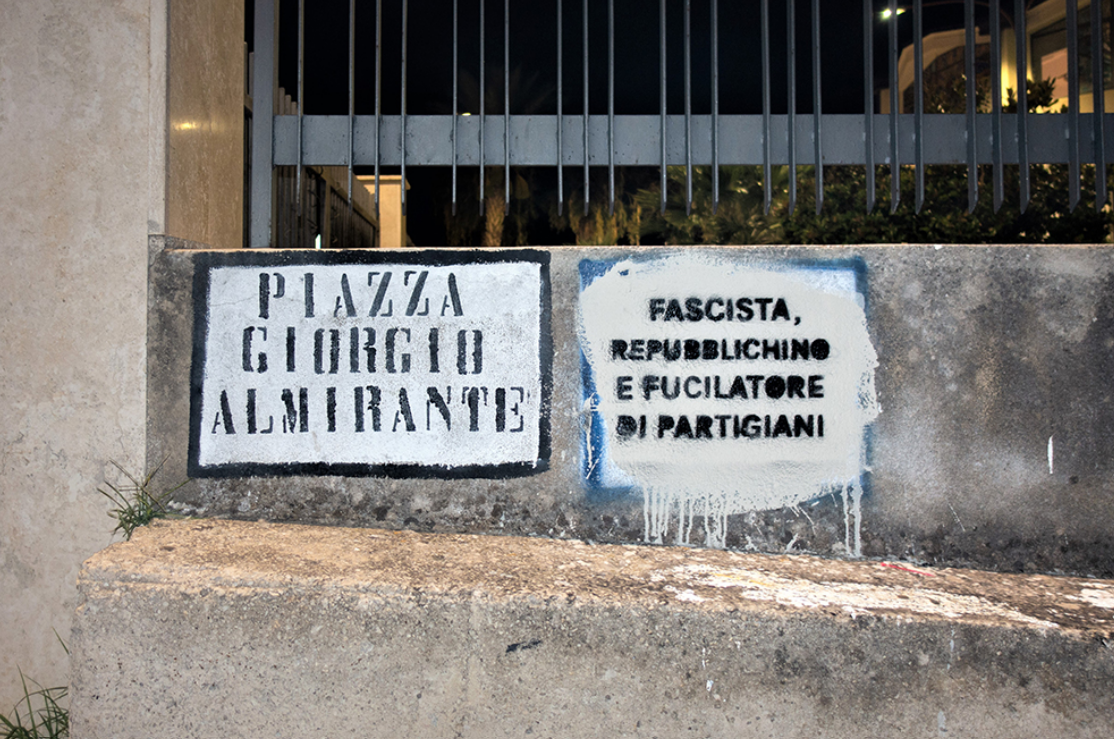 PIAZZA
GIORGIO
ALMIRANTE
FASCISTA,
REPUBBLICHINO
E FUCILATORE
DI PARTIGIANI